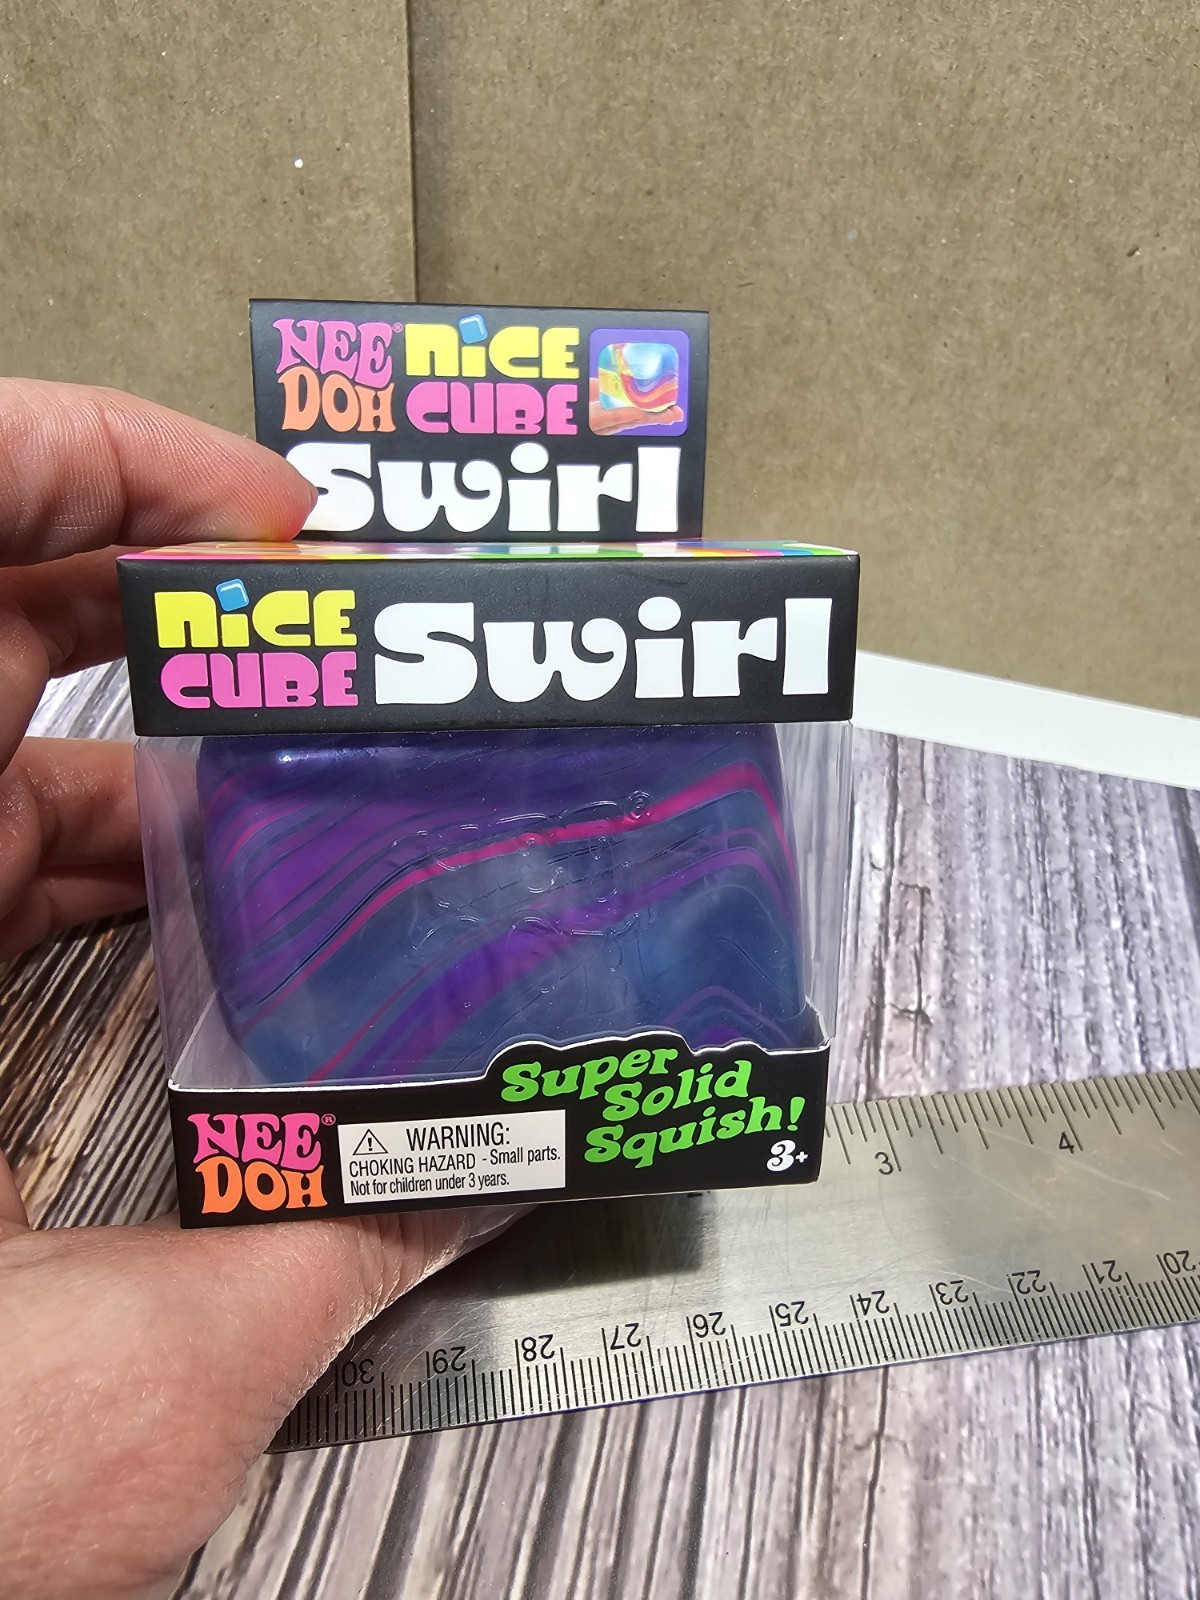 NEE® NiCE
DOH CUBE
Swirl
NiCE
CUBE Swirl
Super
Solid
Squish!
3+
NEE®
DOH
WARNING:
CHOKING HAZARD - Small parts.
Not for children under 3 years.
3 4
30 29 28 27 26 25 24 23 22 21 20